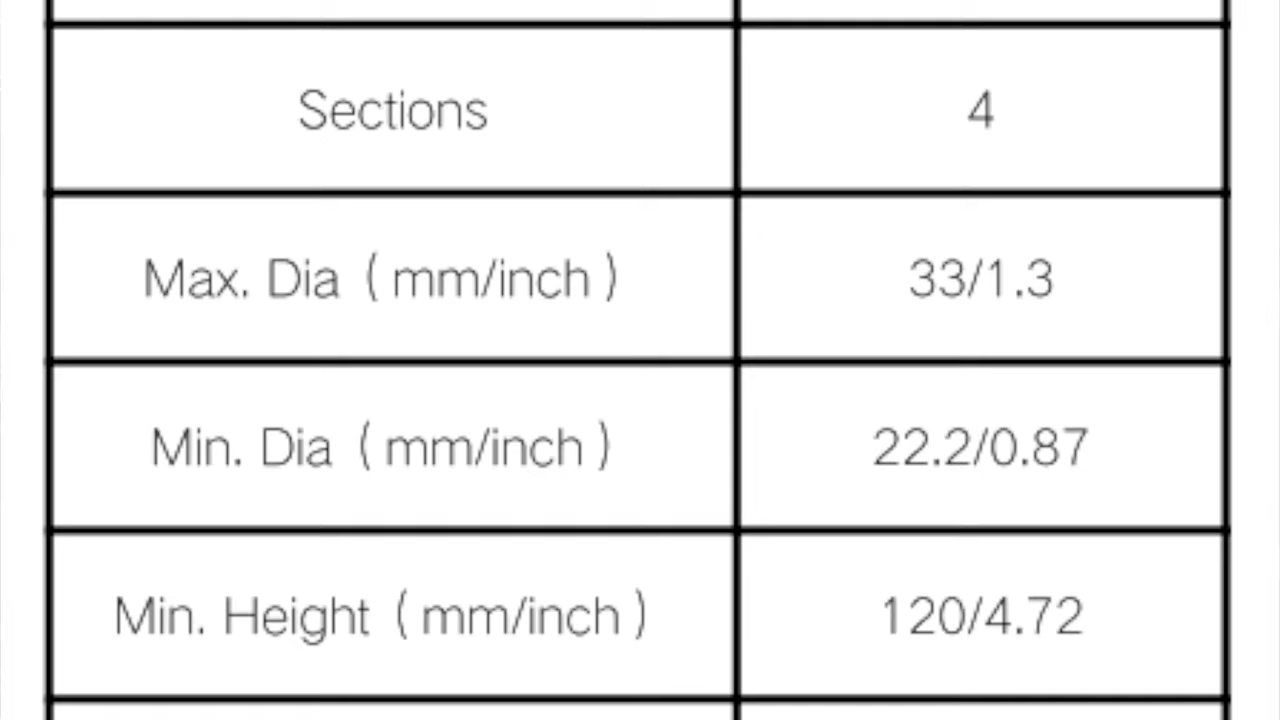 Sections 4
Max. Dia ( mm/inch ) 33/1.3
Min. Dia ( mm/inch ) 22.2/0.87
Min. Height ( mm/inch ) 120/4.72